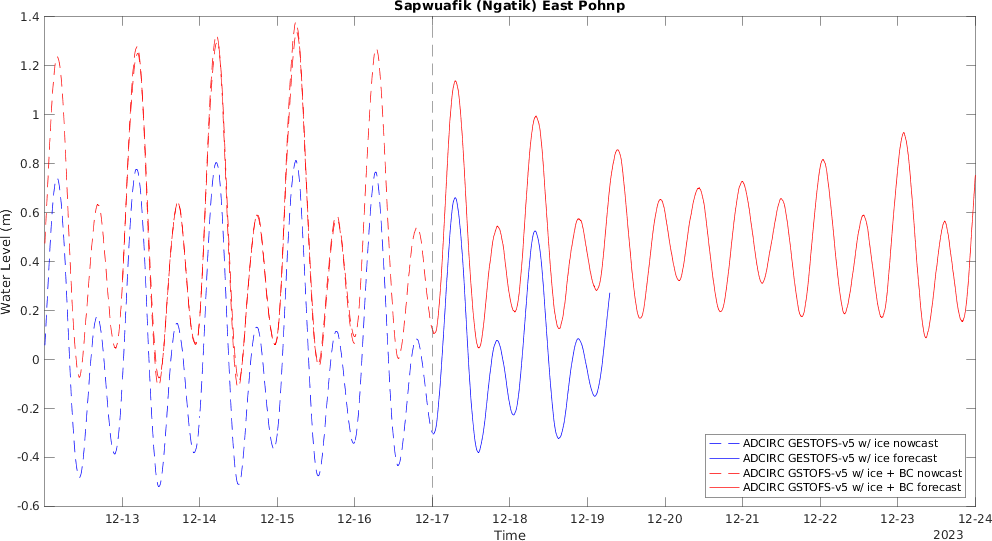 Sapwuafik (Ngatik) East Pohnp
1.4
1.2
1
0.8
0.6
0.4
0.2
0
-0.2
-0.4
-0.6
Water Level (m)
12-13 12-14 12-15 12-16 12-17 12-18 12-19 12-20 12-21 12-22 12-23 12-24
Time
2023
ADCIRC GESTOFS-v5 w/ ice nowcast
ADCIRC GESTOFS-v5 w/ ice forecast
ADCIRC GSTOFS-v5 w/ ice + BC nowcast
ADCIRC GSTOFS-v5 w/ ice + BC forecast